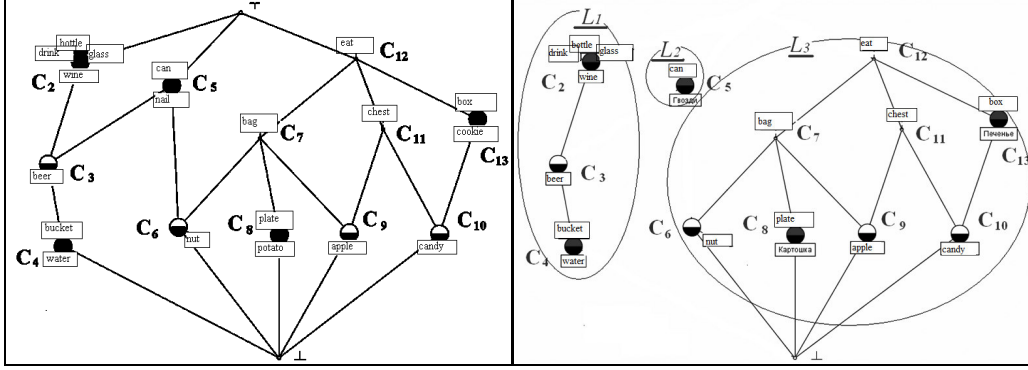 ⊤
bottle
drink
glass
C2
wine
can
C5
nail
eat
C12
box
cookie
C13
bag
C7
chest
C11
beer
C3
bucket
C4
water
C6
nut
plate
C8
potato
C9
apple
C10
candy
⊥
L1
bottle
drink
glass
C2
wine
L2
can
C5
Гвозди
L3
eat
C12
box
Печенье
C13
bag
C7
chest
C11
beer
C3
bucket
C4
water
C6
nut
plate
C8
Картошка
C9
apple
C10
candy
⊥